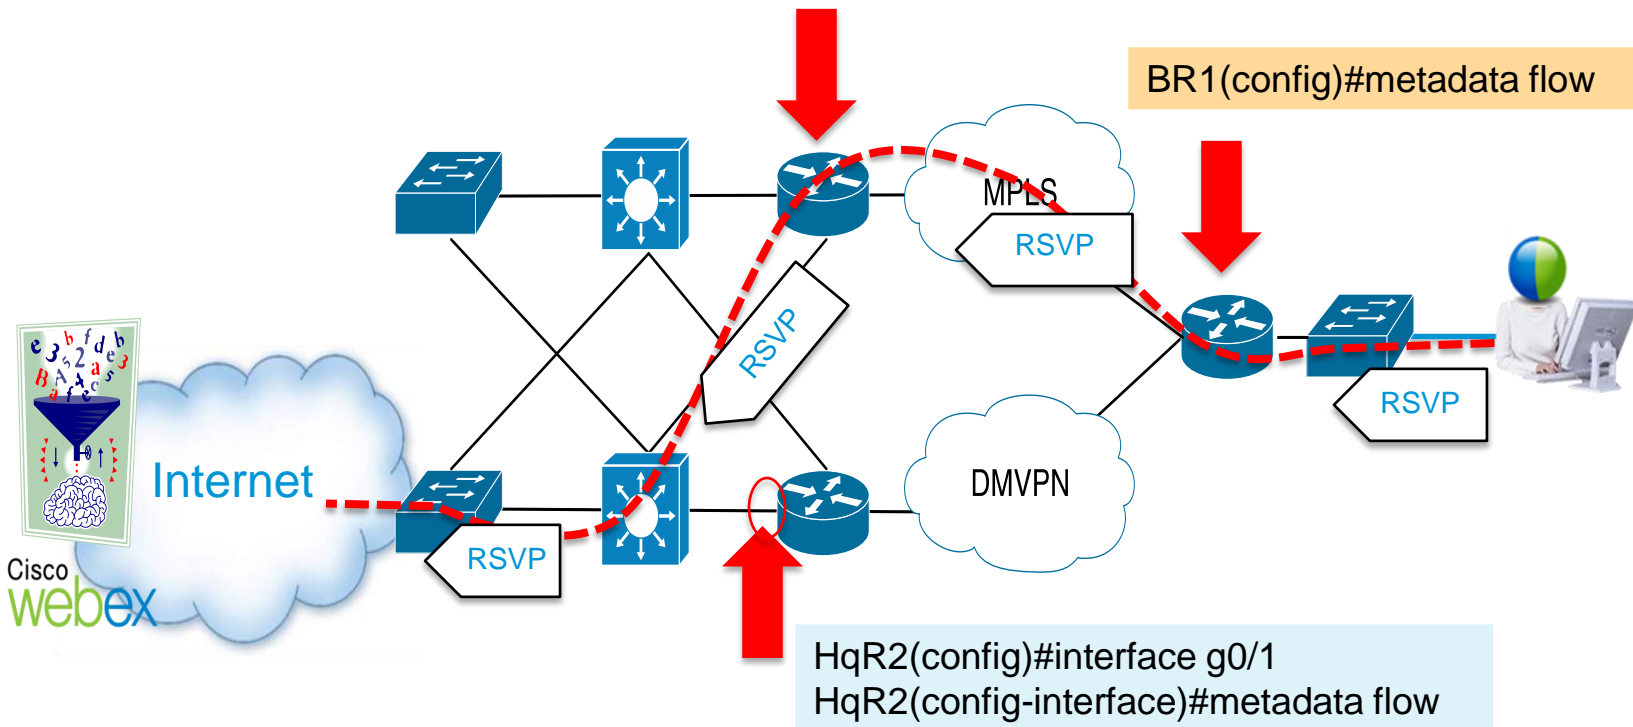 BR1(config)#metadata flow
MPLS
RSVP
RSVP
RSVP
Internet
DMVPN
RSVP
Cisco
webex
HqR2(config)#interface g0/1
HqR2(config-interface)#metadata flow